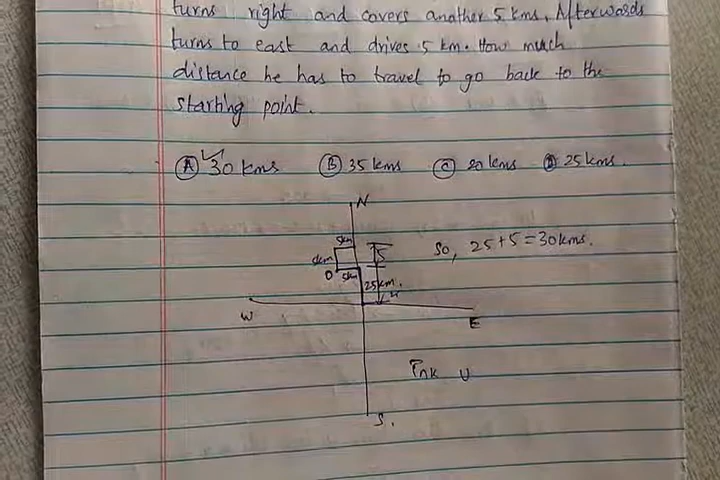 turns right and covers another 5 kms. Afterwards
turns to east and drives 5 km. How much
distance he has to travel to go back to the
starting point.
(A) 30 kms (B) 35 kms (C) 20 kms (D) 25 kms.
N
5km
5
So, 25+5=30kms.
5km
25km.
W
E
S.